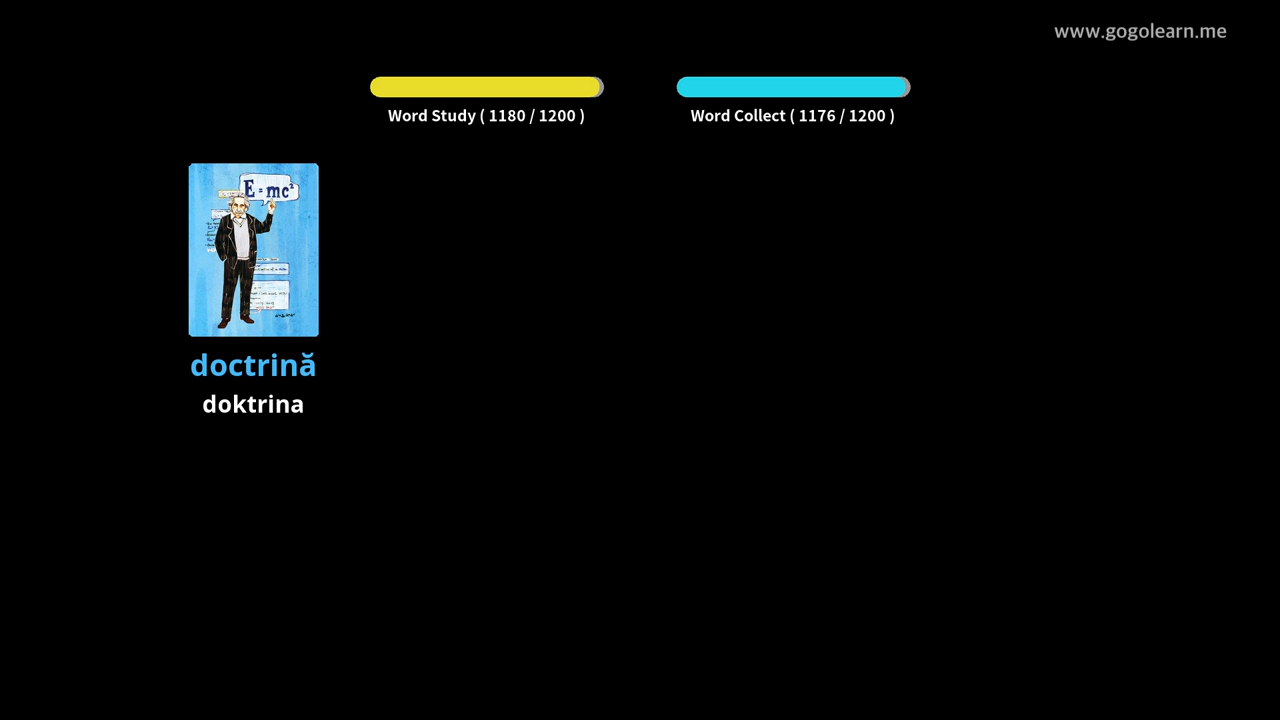 www.gogolearn.me
Word Study ( 1180 / 1200 )
Word Collect ( 1176 / 1200 )
E = mc²
doctrină
doktrina